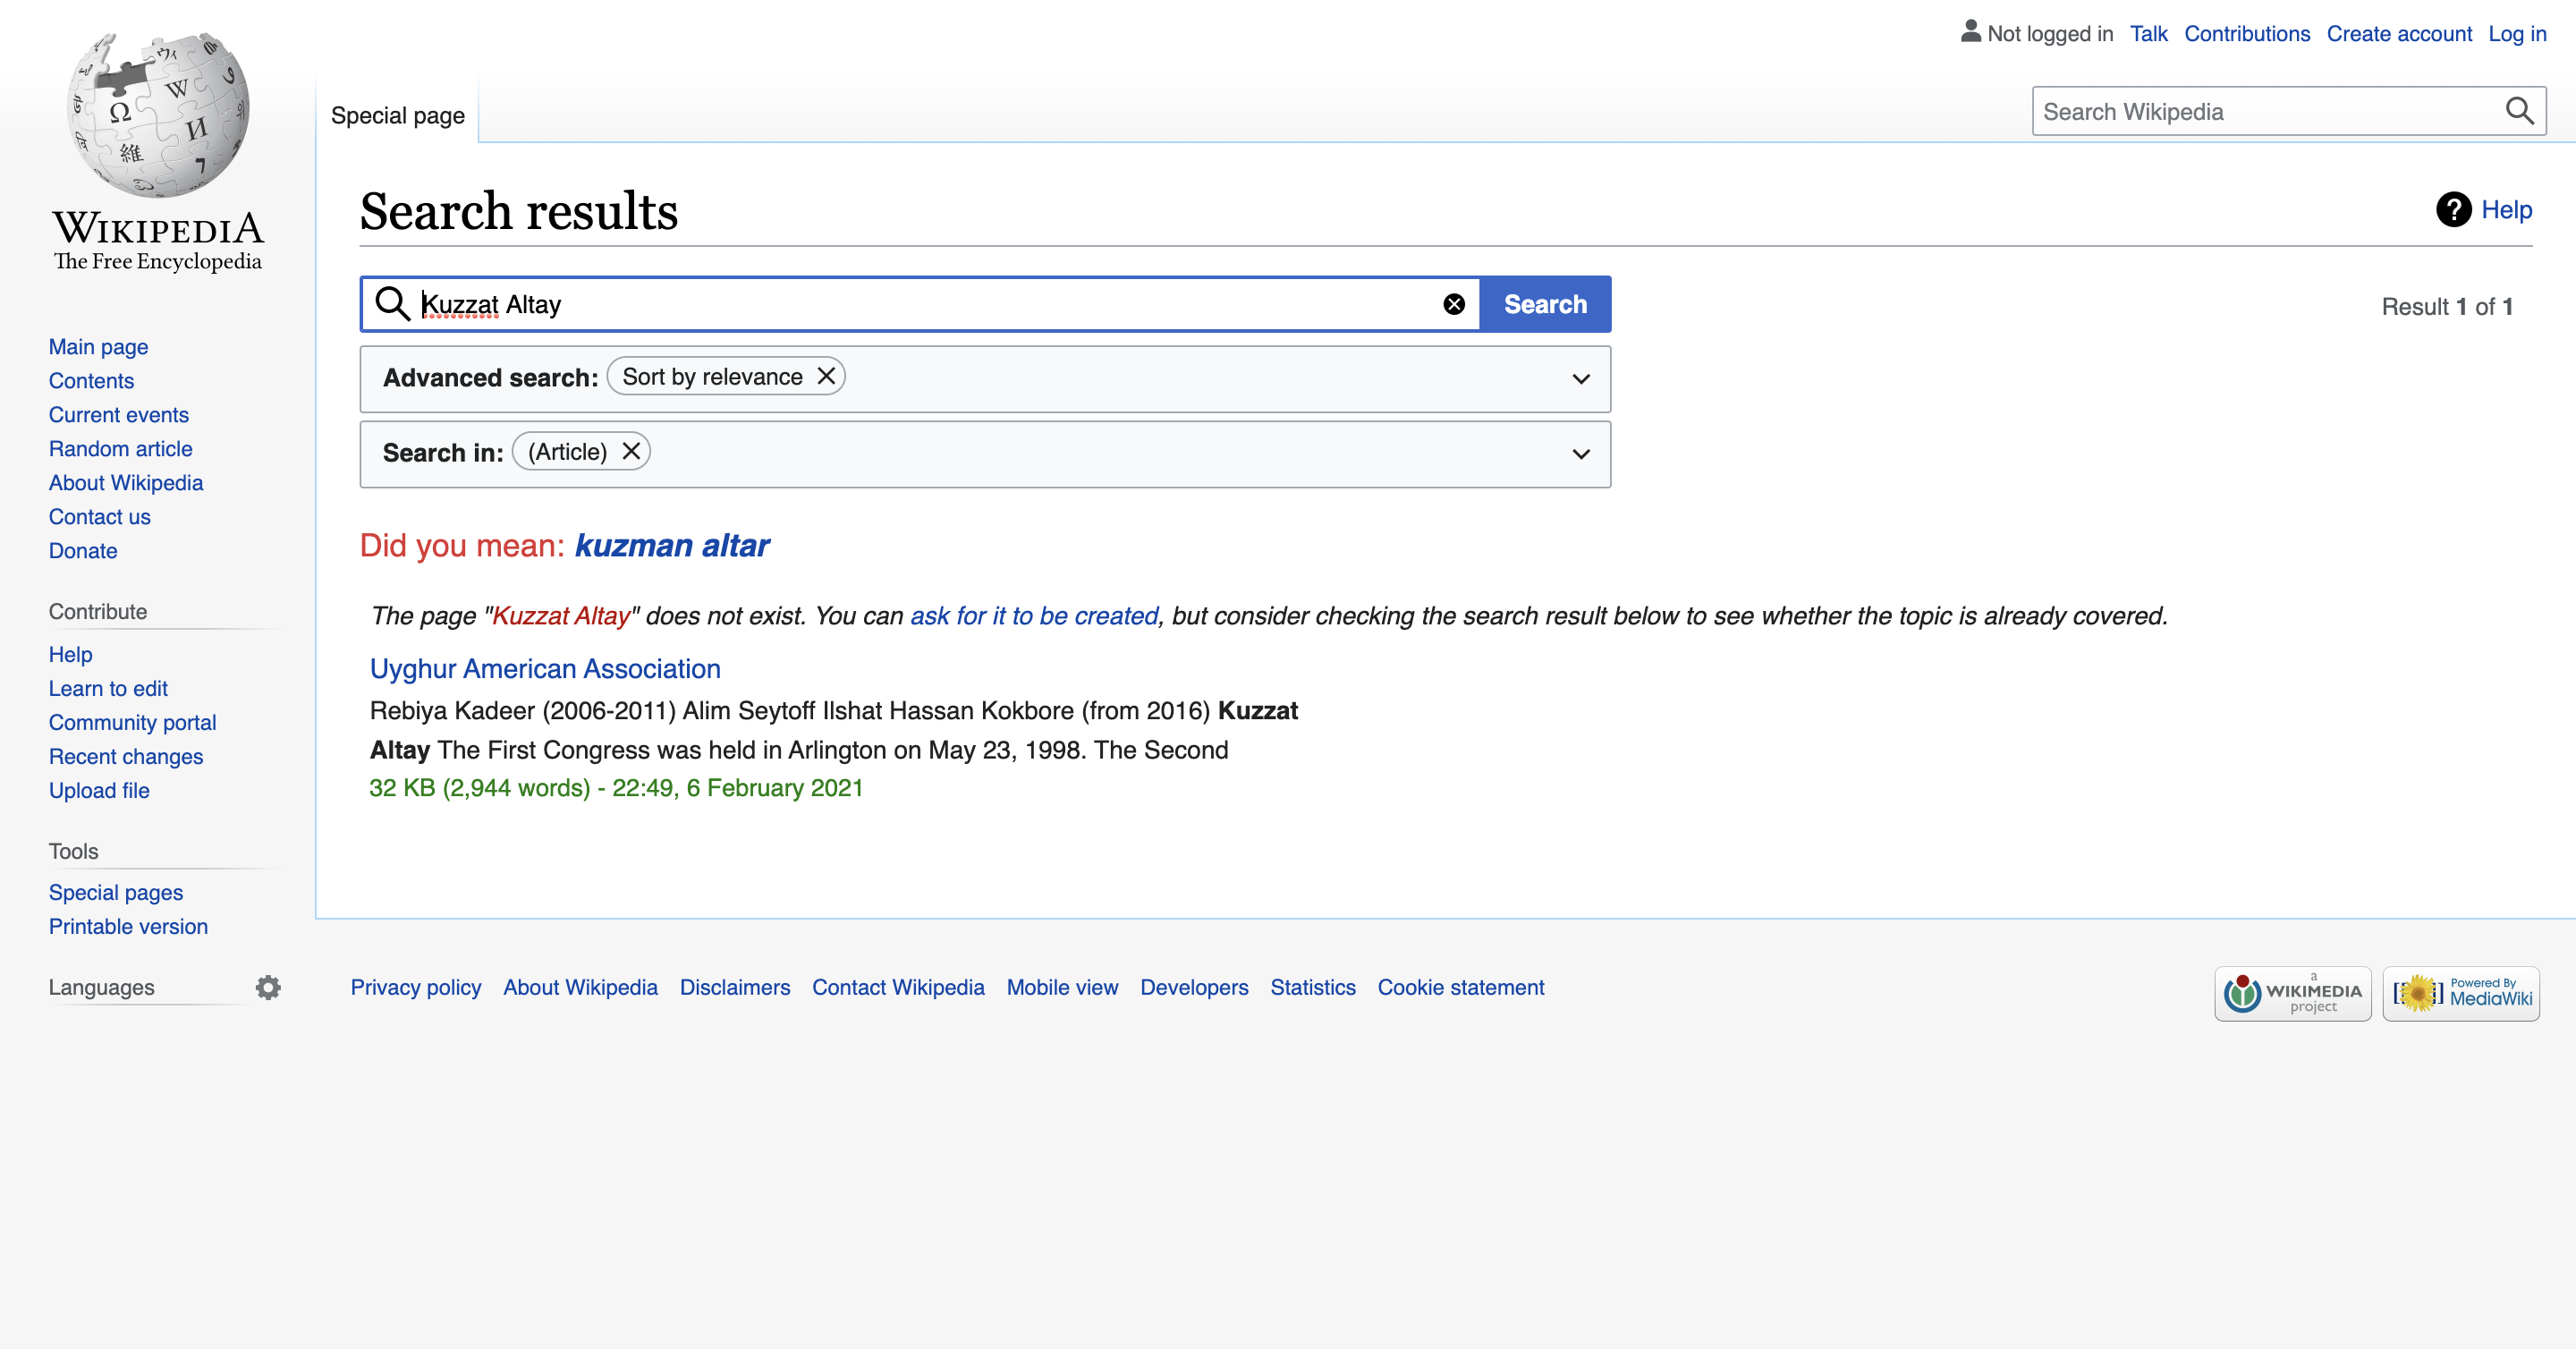 Not logged in Talk Contributions Create account Log in
Special page
Search Wikipedia
WIKIPEDIA
The Free Encyclopedia
Main page
Contents
Current events
Random article
About Wikipedia
Contact us
Donate
Contribute
Help
Learn to edit
Community portal
Recent changes
Upload file
Tools
Special pages
Printable version
Languages
Search results
Help
Kuzzat Altay
Search
Result 1 of 1
Advanced search: Sort by relevance
Search in: (Article)
Did you mean: kuzman altar
The page "Kuzzat Altay" does not exist. You can ask for it to be created, but consider checking the search result below to see whether the topic is already covered.
Uyghur American Association
Rebiya Kadeer (2006-2011) Alim Seytoff Ilshat Hassan Kokbore (from 2016) Kuzzat
Altay The First Congress was held in Arlington on May 23, 1998. The Second
32 KB (2,944 words) - 22:49, 6 February 2021
Privacy policy About Wikipedia Disclaimers Contact Wikipedia Mobile view Developers Statistics Cookie statement
a
WIKIMEDIA
project
Powered By
MediaWiki